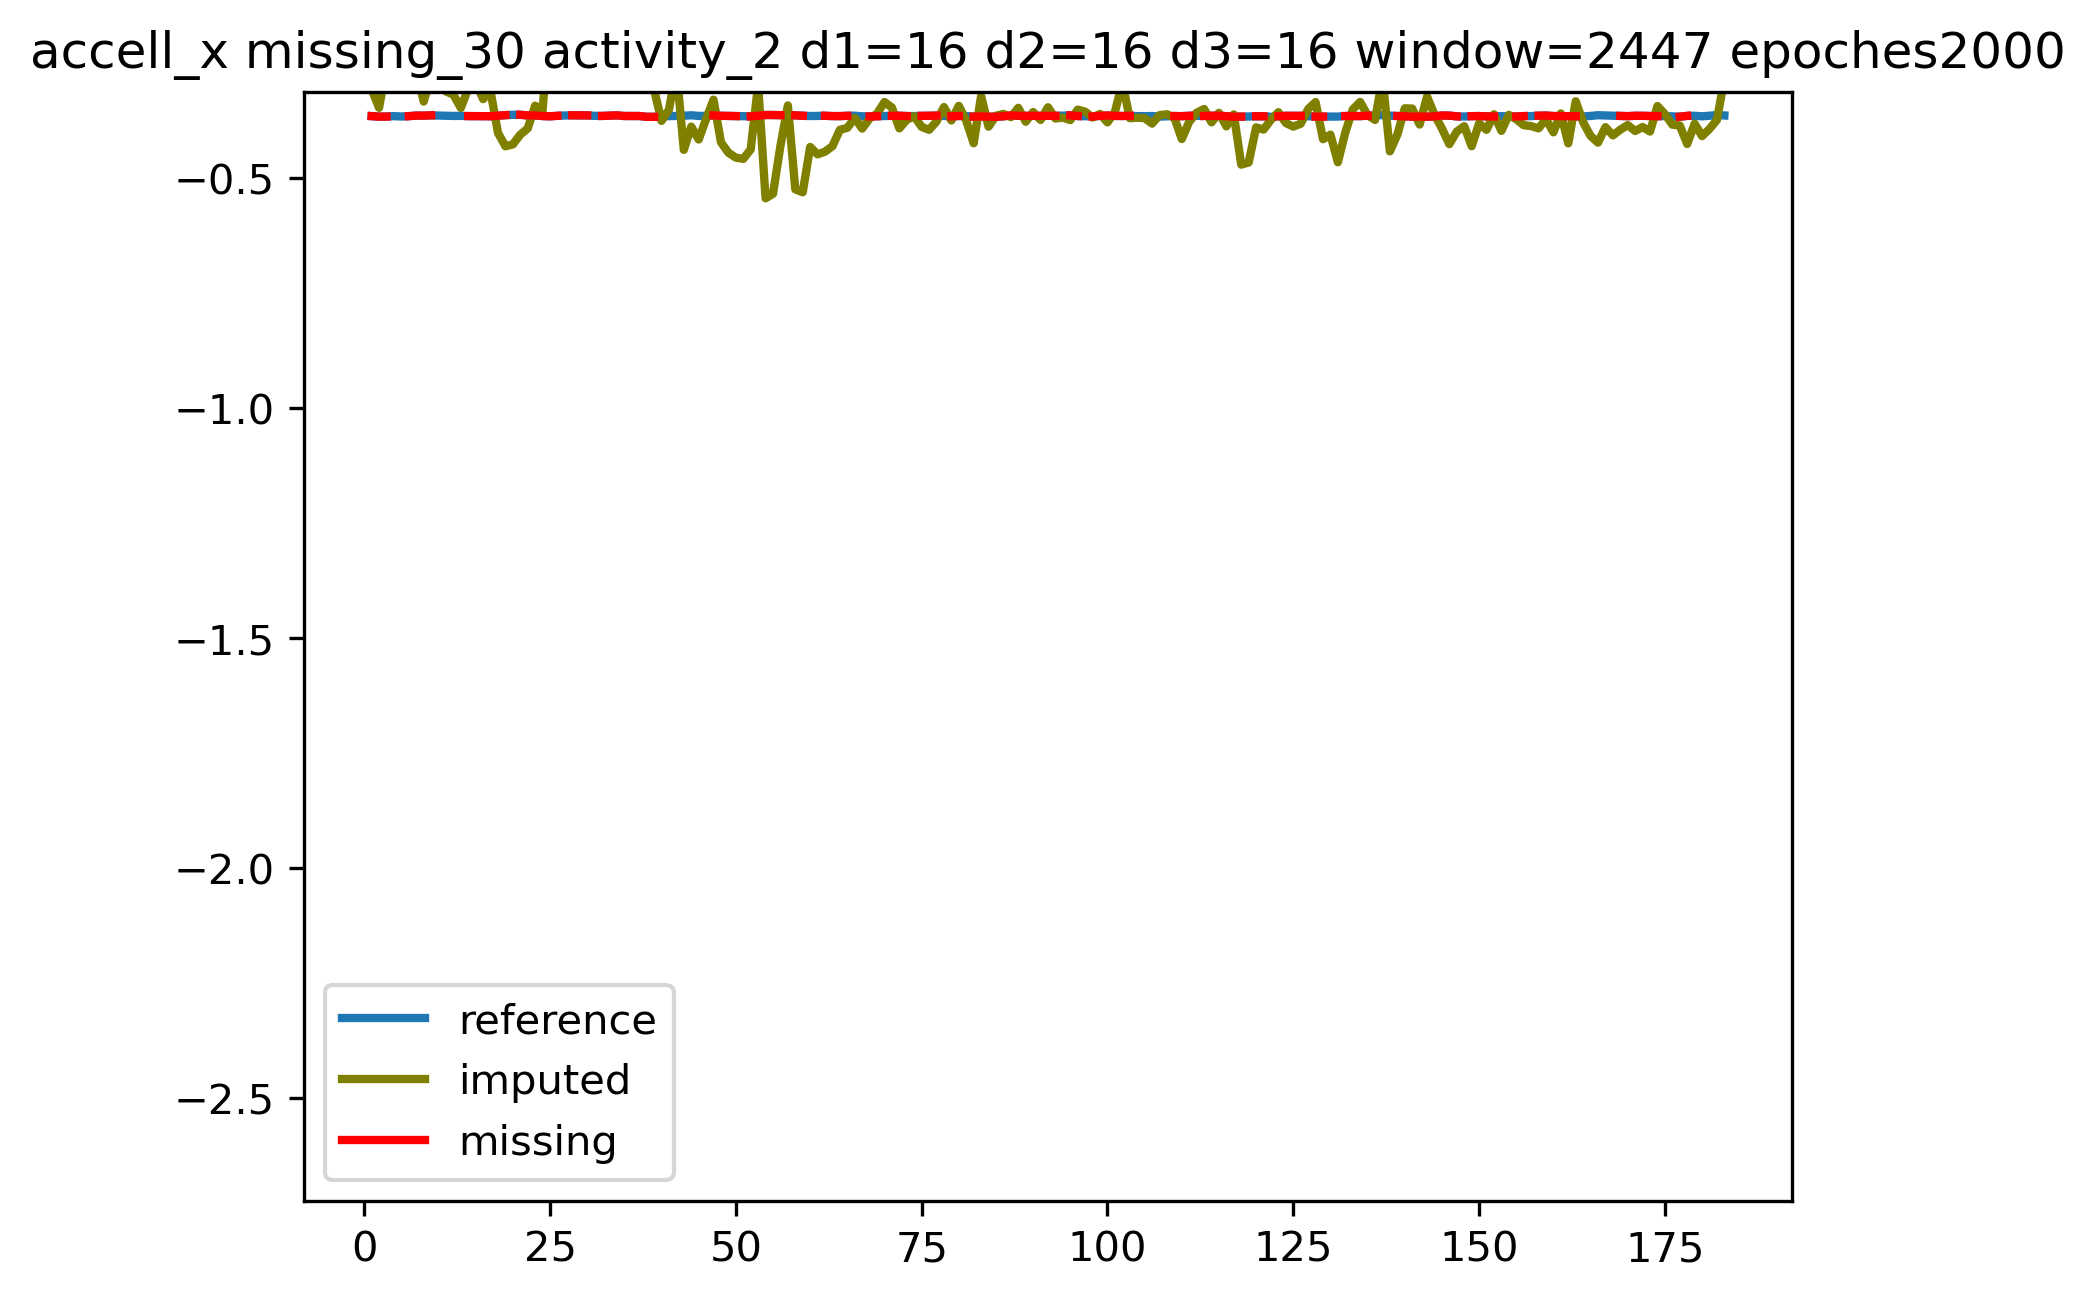 accell_x missing_30 activity_2 d1=16 d2=16 d3=16 window=2447 epoches2000
−0.5
−1.0
−1.5
−2.0
−2.5
reference
imputed
missing
0 25 50 75 100 125 150 175